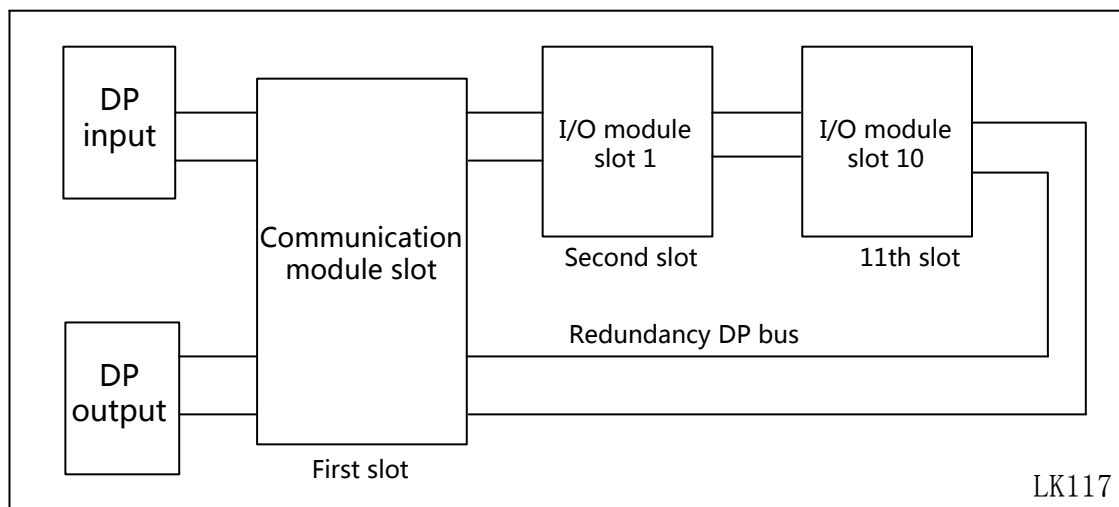 DP
input
Communication
module slot
I/O module
slot 1
I/O module
slot 10
Second slot
11th slot
Redundancy DP bus
DP
output
First slot
LK117